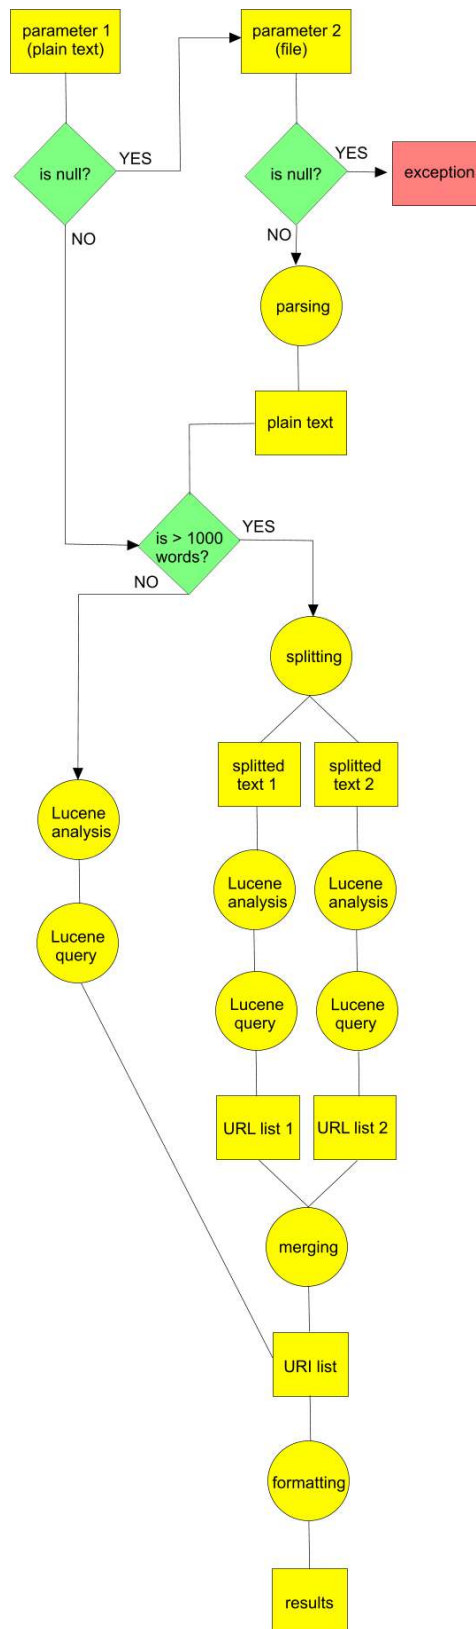 parameter 1
(plain text)
parameter 2
(file)
is null?
YES
is null?
YES
exception
NO
NO
parsing
plain text
is > 1000
words?
YES
NO
splitting
splitted
text 1
splitted
text 2
Lucene
analysis
Lucene
analysis
Lucene
analysis
Lucene
query
Lucene
query
Lucene
query
URL list 1
URL list 2
merging
URI list
formatting
results